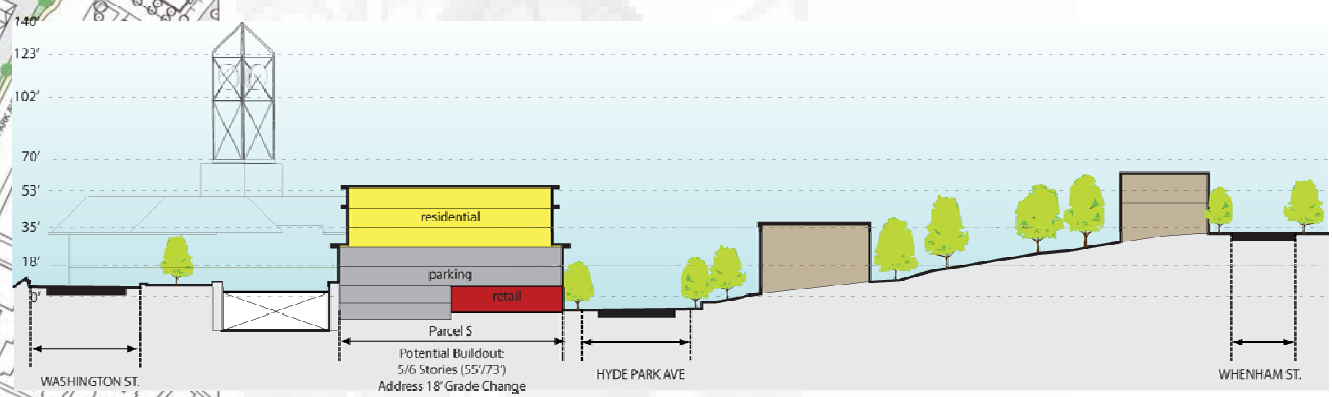 140'
123'
102'
70'
53'
35'
18'
0'
residential
parking
retail
Parcel S
Potential Buildout:
5/6 Stories (55'/73')
Address 18' Grade Change
WASHINGTON ST.
HYDE PARK AVE
WHENHAM ST.